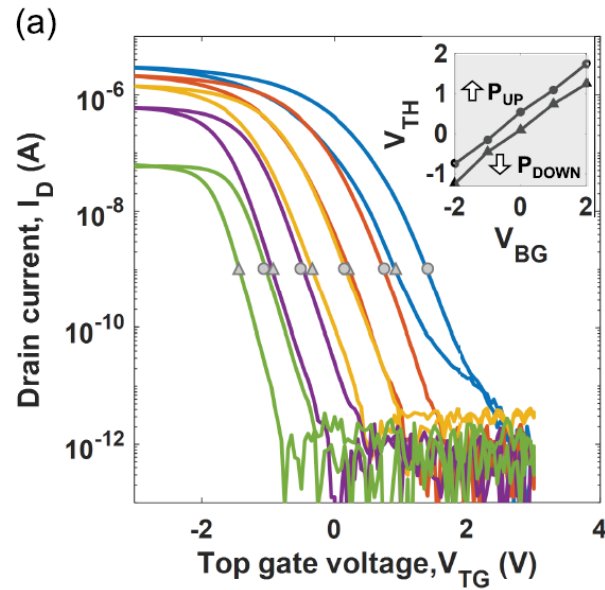 (a)
Drain current, I_D (A)
10^-6
10^-8
10^-10
10^-12
-2
0
2
4
Top gate voltage,V_TG (V)
2
1
0
-1
V_TH
P_UP
P_DOWN
-2
0
2
V_BG